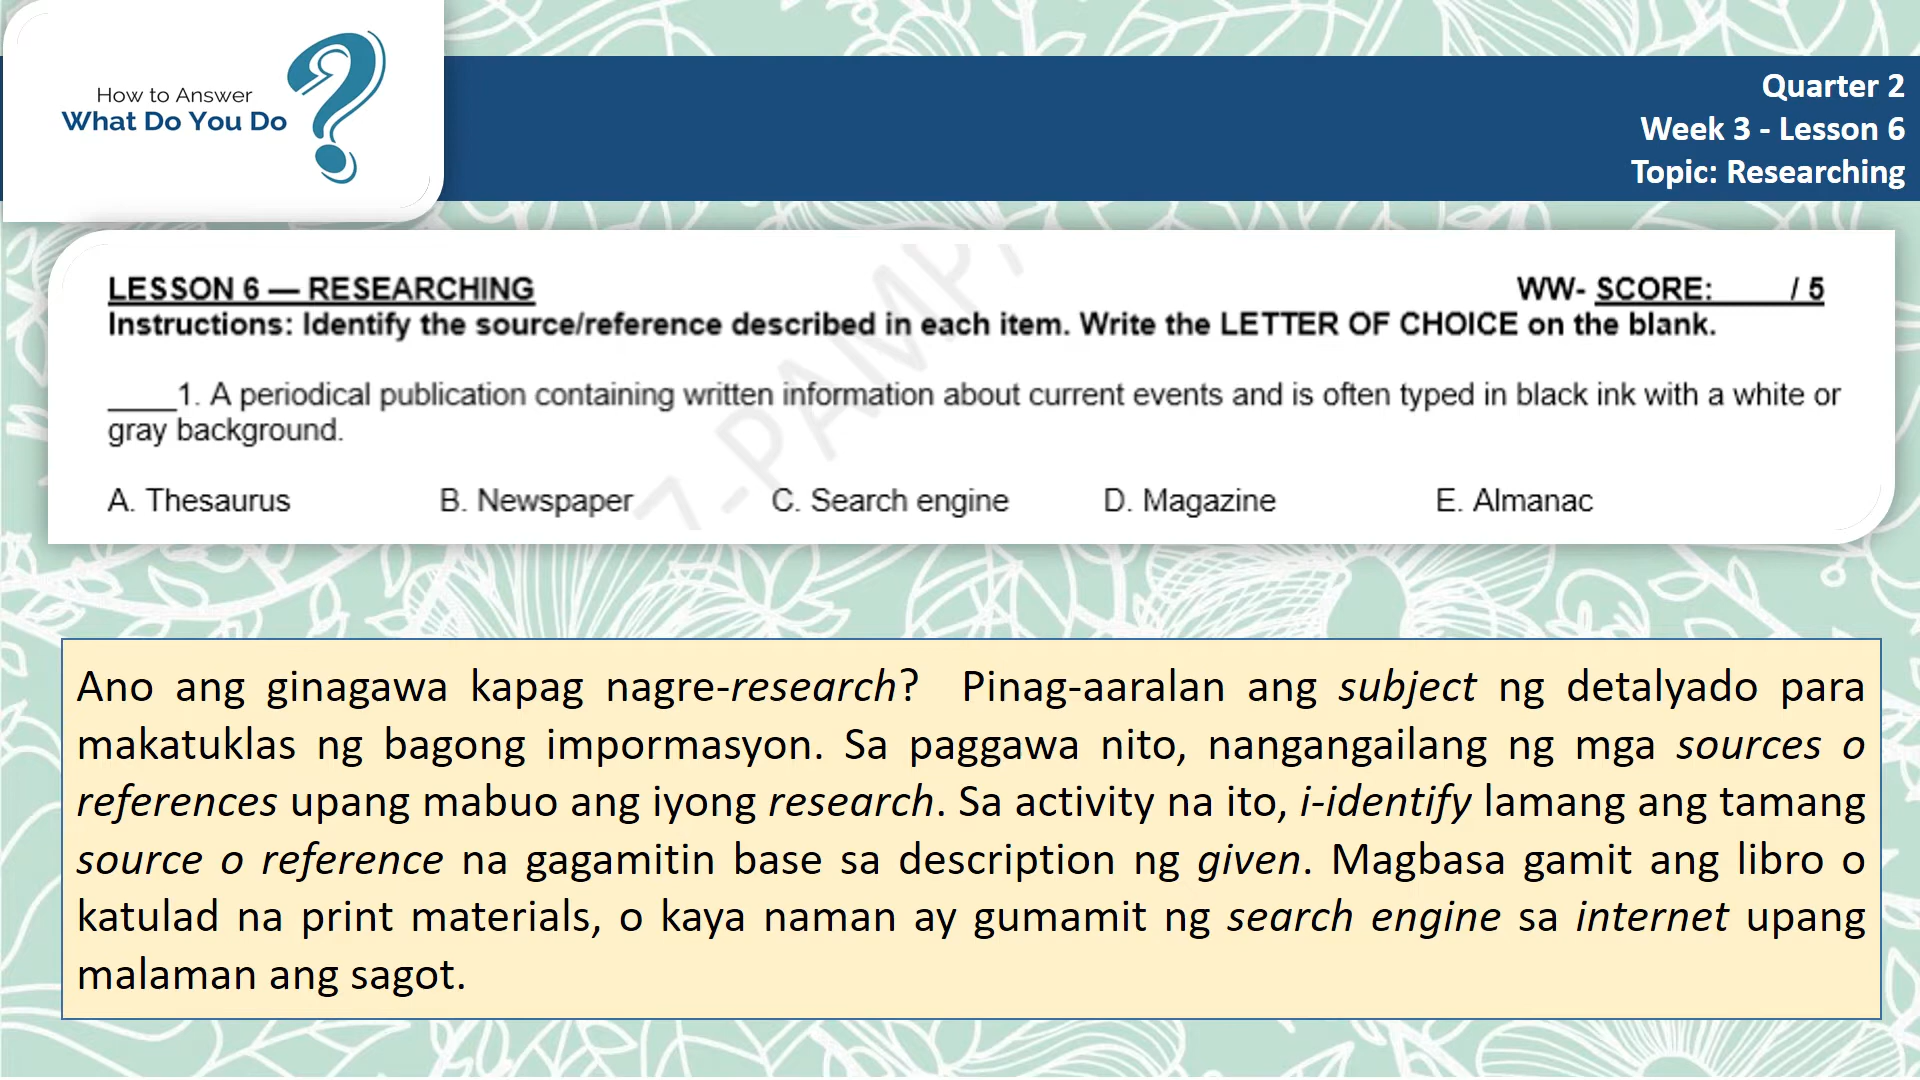 How to Answer
What Do You Do
Quarter 2
Week 3 - Lesson 6
Topic: Researching
LESSON 6 — RESEARCHING WW- SCORE:____ / 5
Instructions: Identify the source/reference described in each item. Write the LETTER OF CHOICE on the blank.
____1. A periodical publication containing written information about current events and is often typed in black ink with a white or
gray background.
A. Thesaurus B. Newspaper C. Search engine D. Magazine E. Almanac
Ano ang ginagawa kapag nagre-research? Pinag-aaralan ang subject ng detalyado para
makatuklas ng bagong impormasyon. Sa paggawa nito, nangangailang ng mga sources o
references upang mabuo ang iyong research. Sa activity na ito, i-identify lamang ang tamang
source o reference na gagamitin base sa description ng given. Magbasa gamit ang libro o
katulad na print materials, o kaya naman ay gumamit ng search engine sa internet upang
malaman ang sagot.